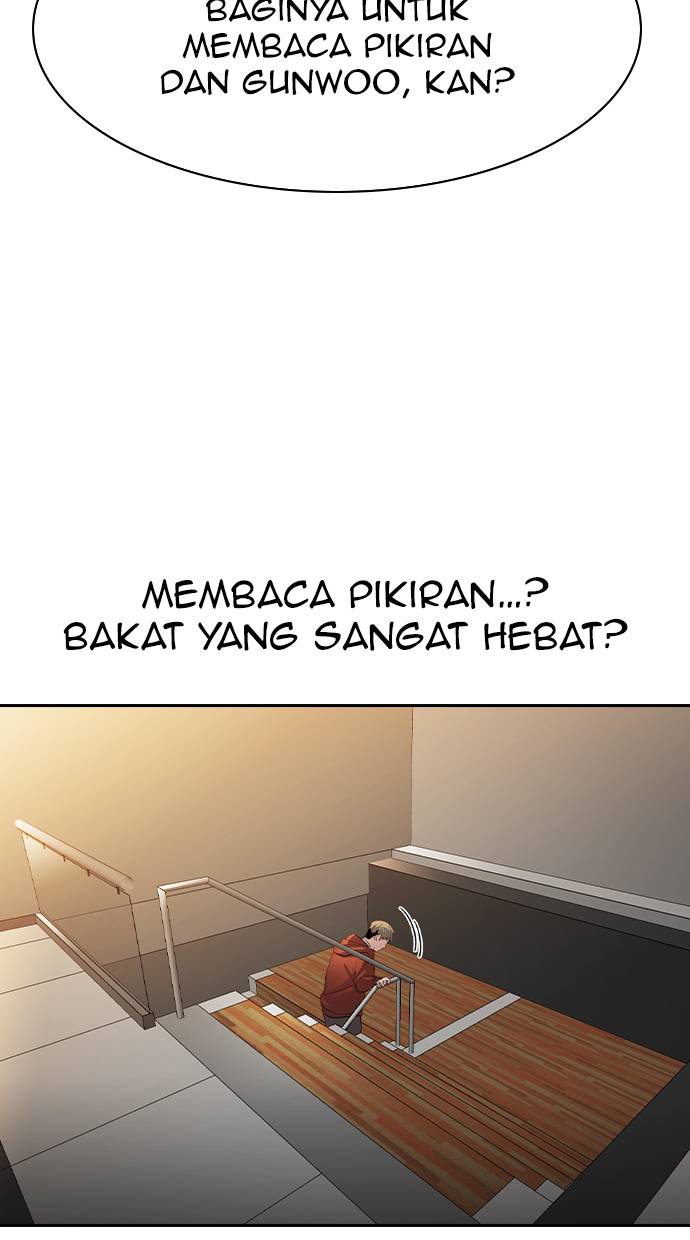 BAGINYA UNTUK
MEMBACA PIKIRAN
DAN GUNWOO, KAN?
MEMBACA PIKIRAN...?
BAKAT YANG SANGAT HEBAT?